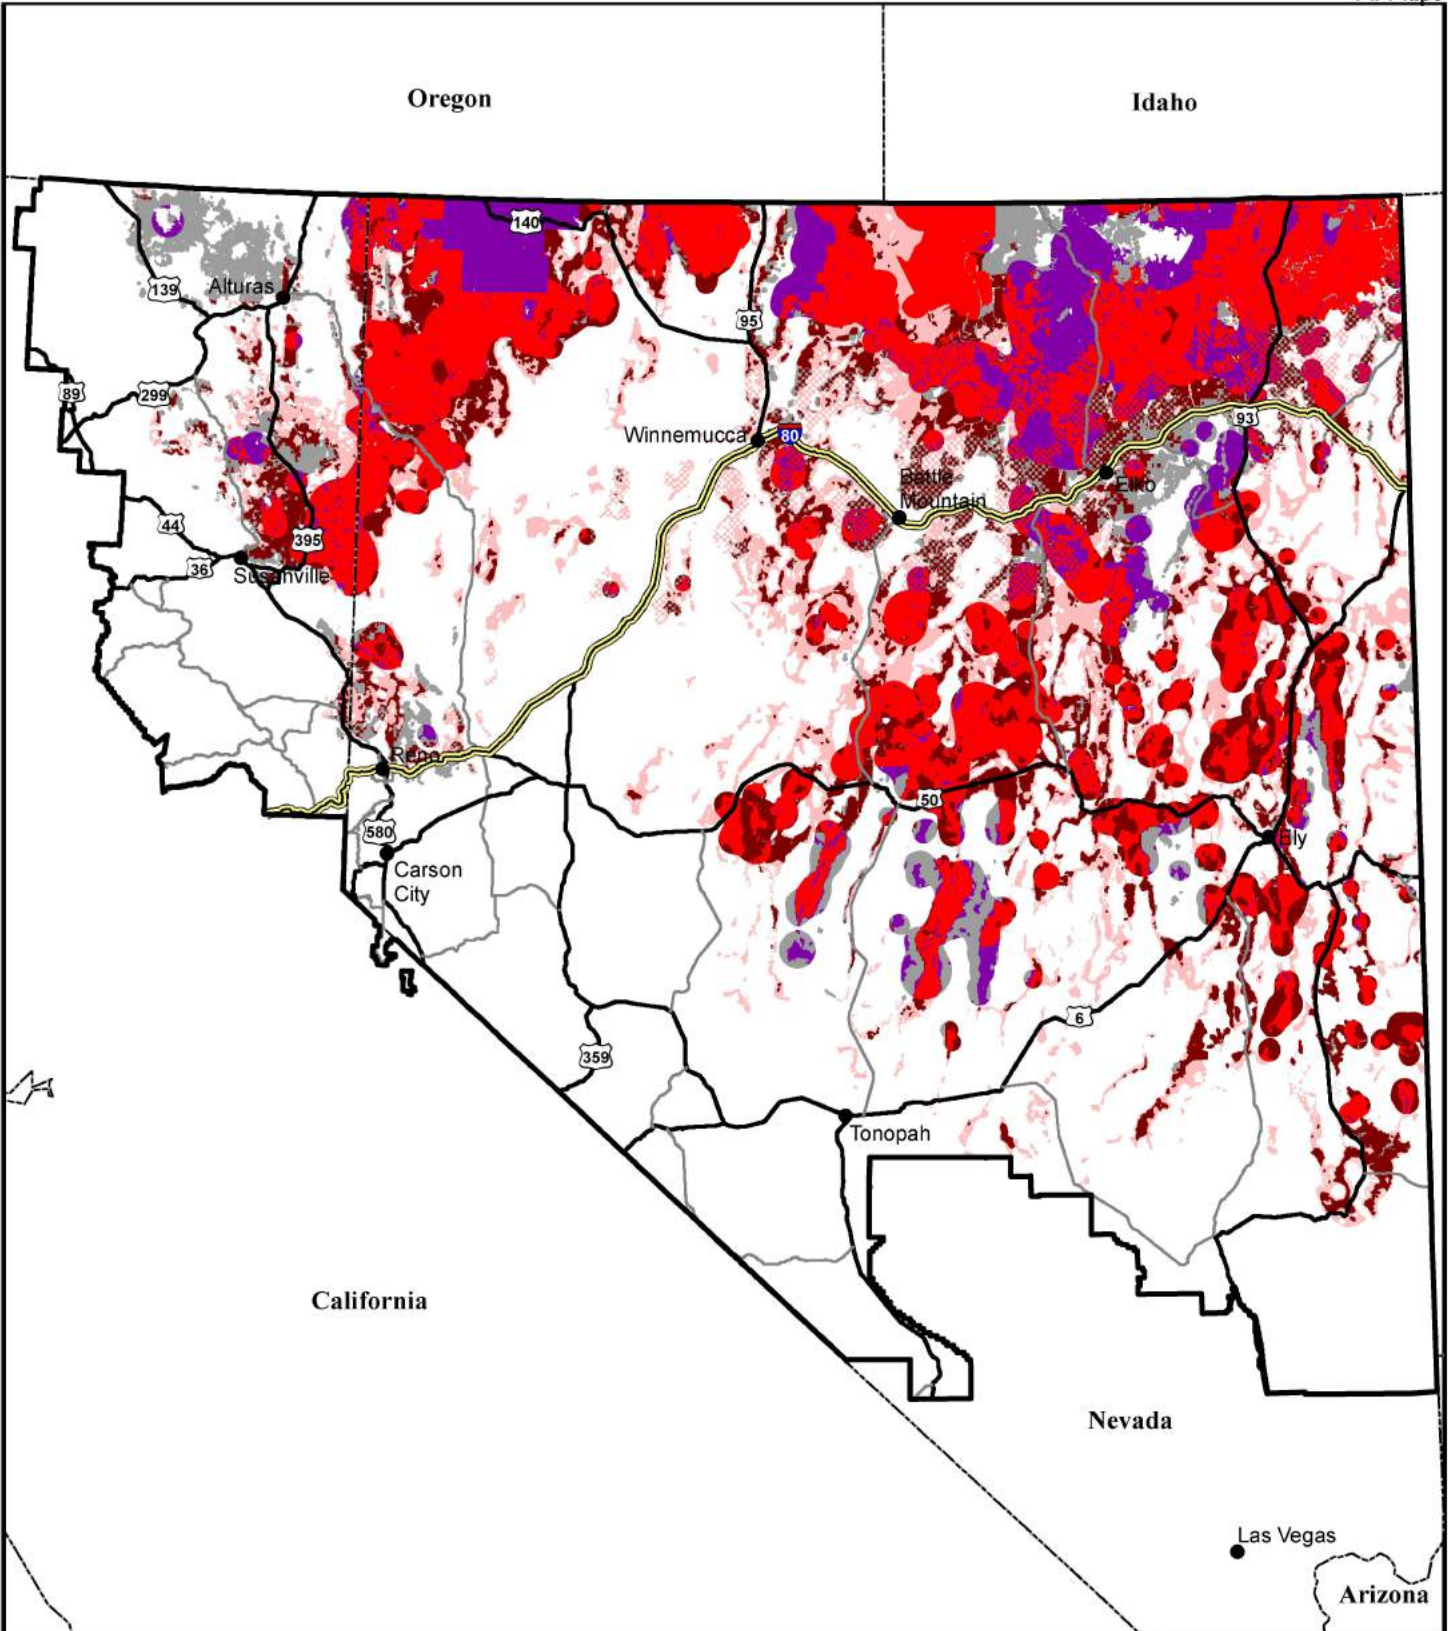 Oregon
Idaho
140
139
Alturas
95
89
299
93
Winnemucca
80
Battle
Mountain
Elko
44
395
36
Susanville
Reno
50
580
Ely
Carson
City
6
359
Tonopah
California
Nevada
Las Vegas
Arizona